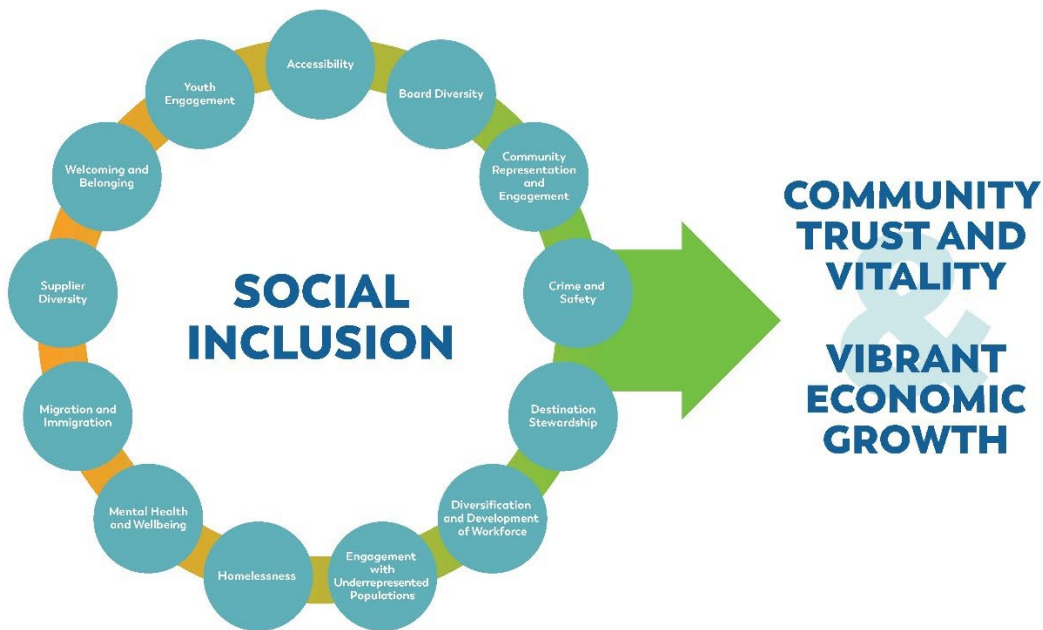 Accessibility
Board Diversity
Community
Representation
and
Engagement
Crime and
Safety
Destination
Stewardship
Diversification
and Development
of Workforce
Engagement
with
Underrepresented
Populations
Homelessness
Mental Health
and Wellbeing
Migration and
Immigration
Supplier
Diversity
Welcoming and
Belonging
Youth
Engagement
SOCIAL
INCLUSION
COMMUNITY
TRUST AND
VITALITY
&
VIBRANT
ECONOMIC
GROWTH